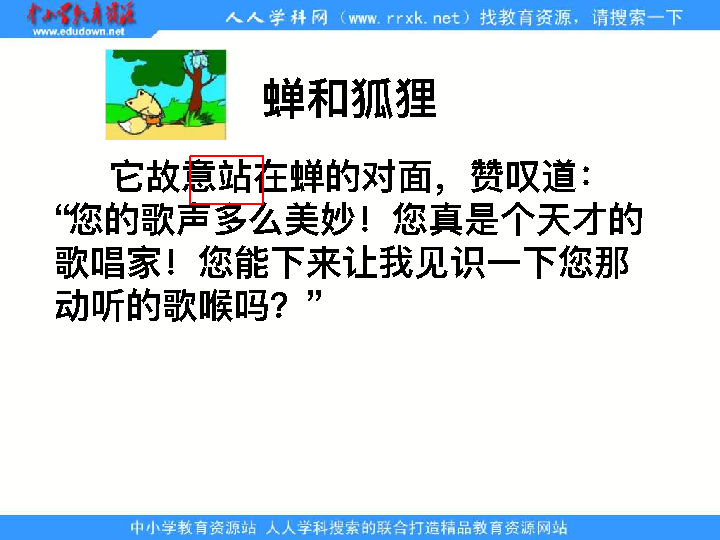 中小学教育资源
www.edudown.net
人人学科网（www.rrxk.net）找教育资源，请搜索一下
蝉和狐狸
它故意站在蝉的对面，赞叹道：
“您的歌声多么美妙！您真是个天才的
歌唱家！您能下来让我见识一下您那
动听的歌喉吗？”
中小学教育资源站 人人学科搜索的联合打造精品教育资源网站